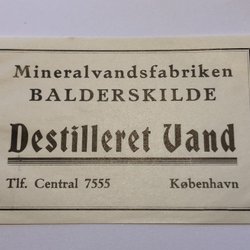 Mineralvandsfabriken
BALDERSKILDE
Destilleret Vand
Tlf. Central 7555 København